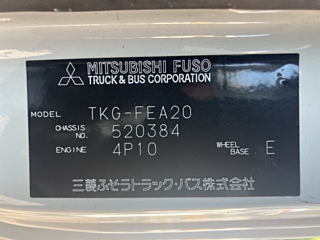 MITSUBISHI FUSO
TRUCK & BUS CORPORATION
MODEL TKG-FEA20
CHASSIS NO. 520384
ENGINE 4P10 WHEEL BASE E
三菱ふそうトラック・バス株式会社